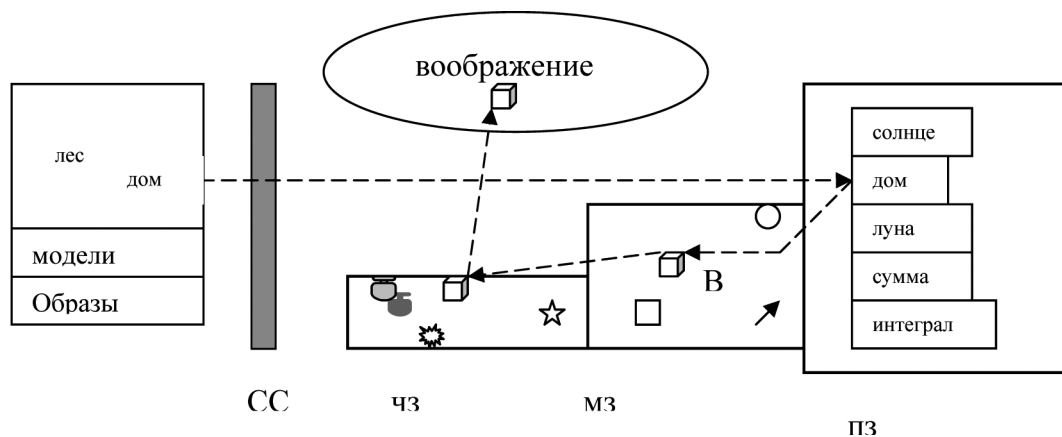 воображение
лес
дом
модели
Образы
солнце
дом
луна
сумма
интеграл
В
СС
чз
мз
пз